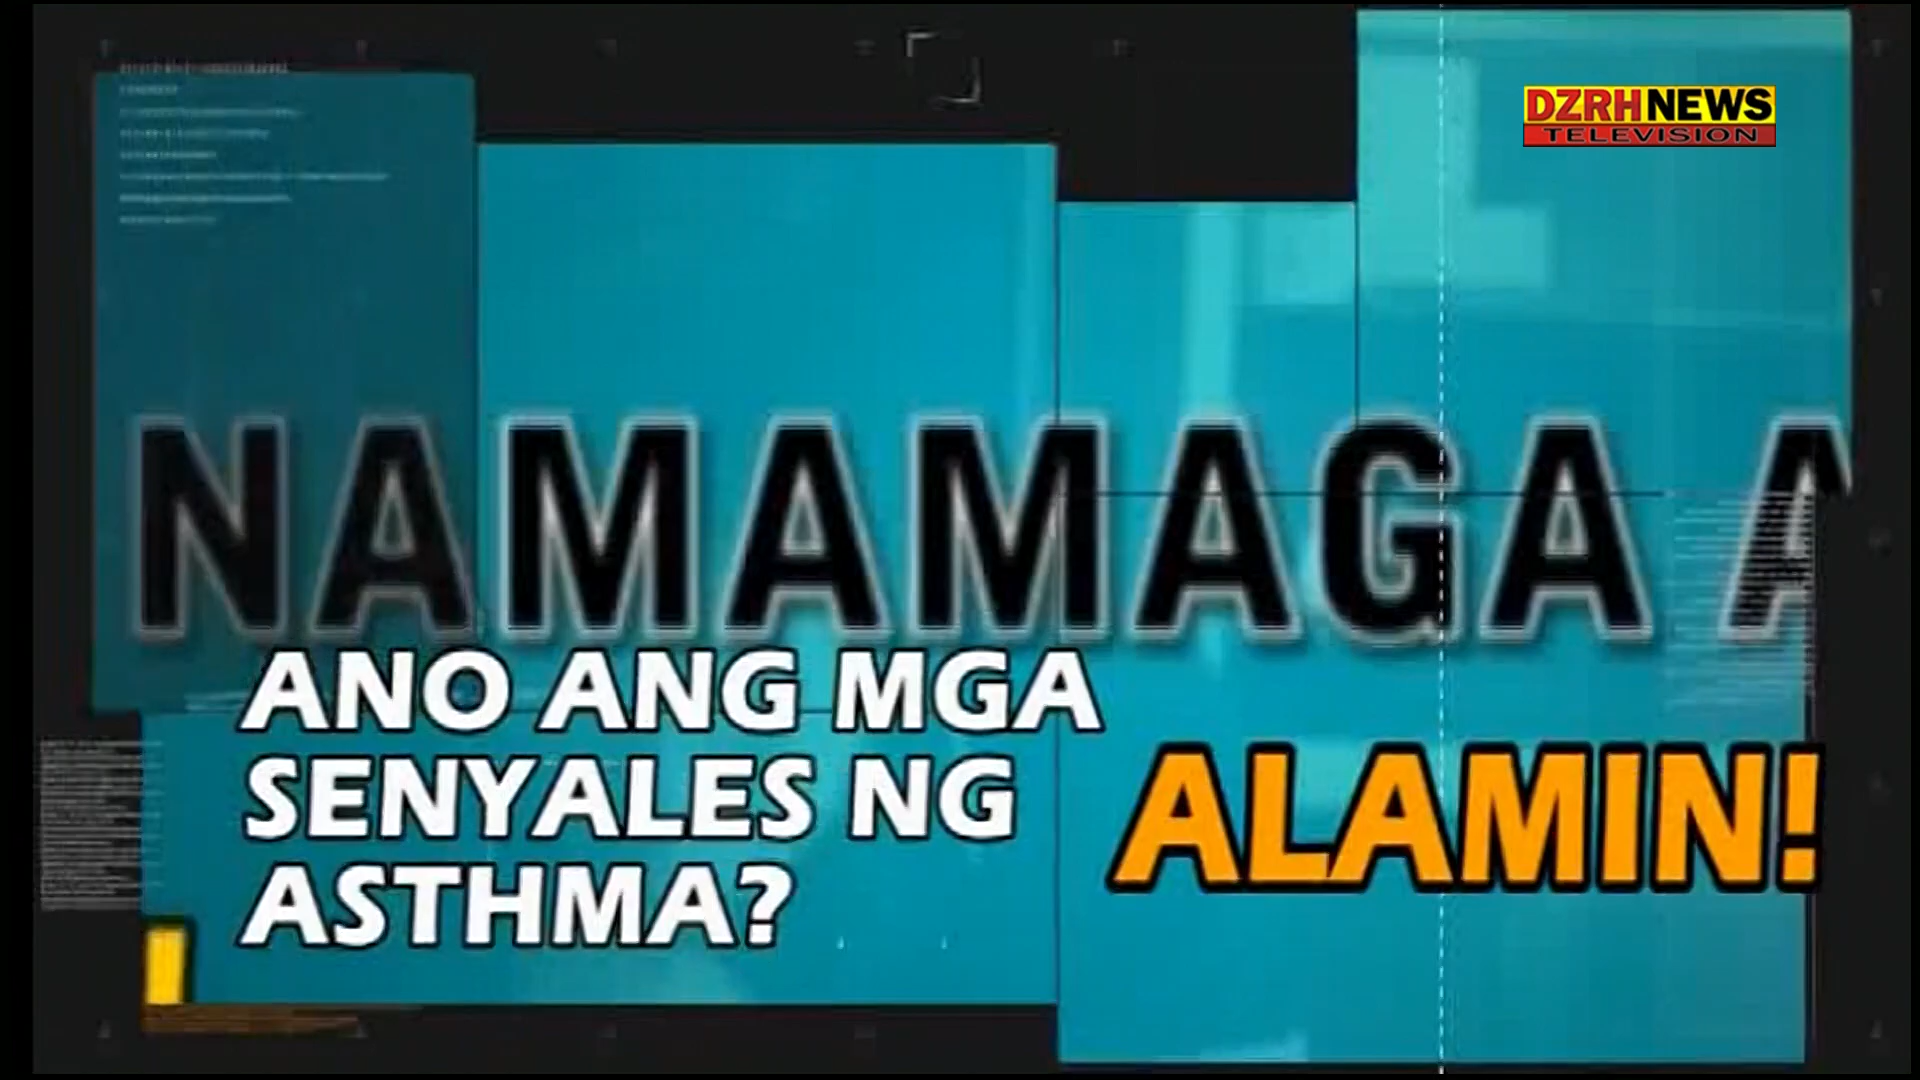 DZRH NEWS
TELEVISION
NAMAMAGA
ANO ANG MGA
SENYALES NG
ASTHMA?
ALAMIN!